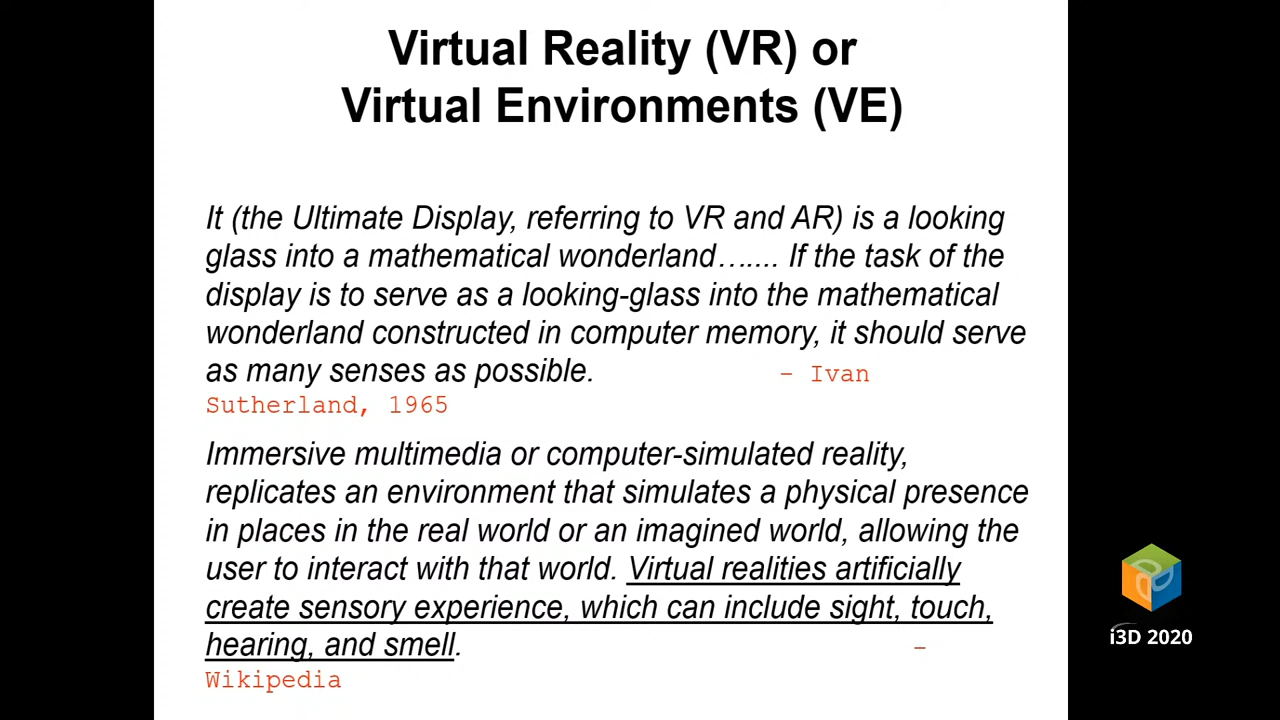 Virtual Reality (VR) or
Virtual Environments (VE)
It (the Ultimate Display, referring to VR and AR) is a looking
glass into a mathematical wonderland….... If the task of the
display is to serve as a looking-glass into the mathematical
wonderland constructed in computer memory, it should serve
as many senses as possible. – Ivan
Sutherland, 1965
Immersive multimedia or computer-simulated reality,
replicates an environment that simulates a physical presence
in places in the real world or an imagined world, allowing the
user to interact with that world. Virtual realities artificially
create sensory experience, which can include sight, touch,
hearing, and smell. –
Wikipedia
i3D 2020